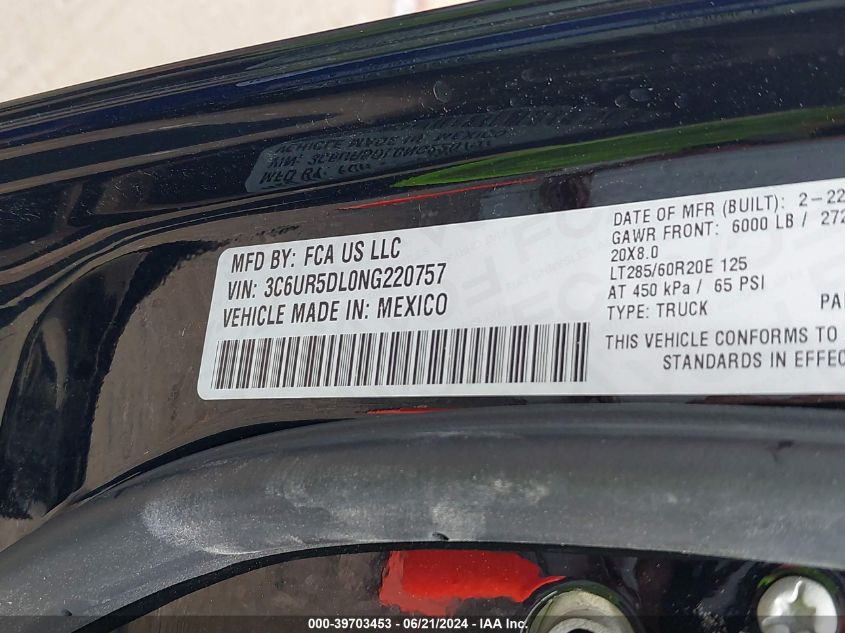 MFD BY: FCA US LLC
VIN: 3C6UR5DL0NG220757
VEHICLE MADE IN: MEXICO
DATE OF MFR (BUILT): 2-22
GAWR FRONT: 6000 LB / 272
20X8.0
LT285/60R20E 125
AT 450 kPa / 65 PSI
TYPE: TRUCK
PA
THIS VEHICLE CONFORMS TO
STANDARDS IN EFFEC
000-39703453 - 06/21/2024 - IAA Inc.